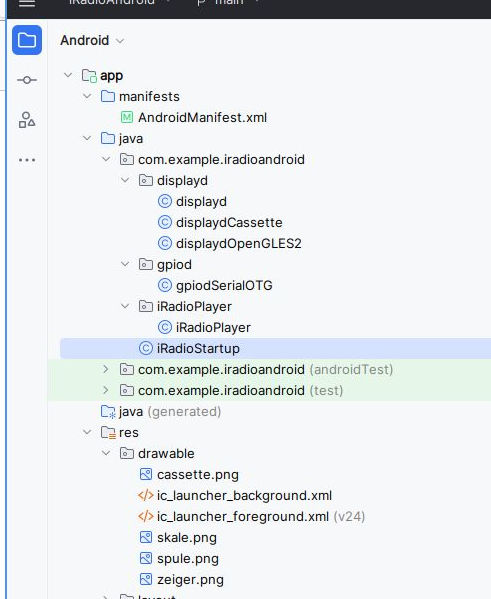 iRadioAndroid main
Android
app
manifests
AndroidManifest.xml
java
com.example.iradioandroid
displayd
displayd
displaydCassette
displaydOpenGLES2
gpiod
gpiodSerialOTG
iRadioPlayer
iRadioPlayer
iRadioStartup
com.example.iradioandroid (androidTest)
com.example.iradioandroid (test)
java (generated)
res
drawable
cassette.png
ic_launcher_background.xml
ic_launcher_foreground.xml (v24)
skale.png
spule.png
zeiger.png
layout